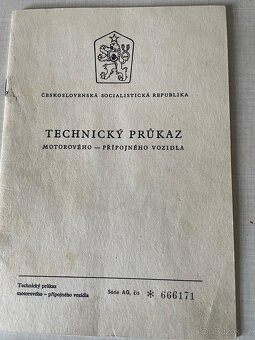 ČESKOSLOVENSKÁ SOCIALISTICKÁ REPUBLIKA
TECHNICKÝ PRŮKAZ
MOTOROVÉHO — PŘÍPOJNÉHO VOZIDLA
Technický průkaz
motorového – přípojného vozidla
Série AG, čís * 666171